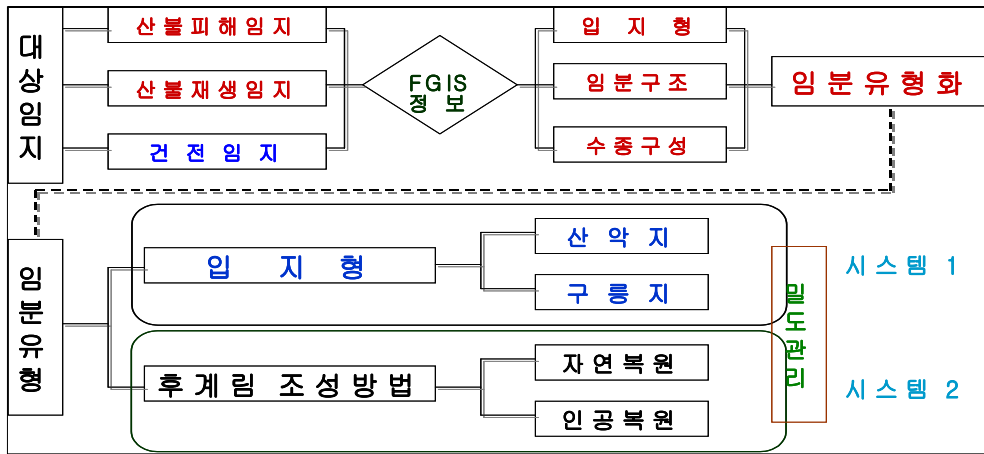 대상임지
산불피해임지
산불재생임지
건전임지
FGIS
정보
입지형
임분구조
수종구성
임분유형화
임분유형
입지형
산악지
구릉지
후계림 조성방법
자연복원
인공복원
밀도관리
시스템 1
시스템 2